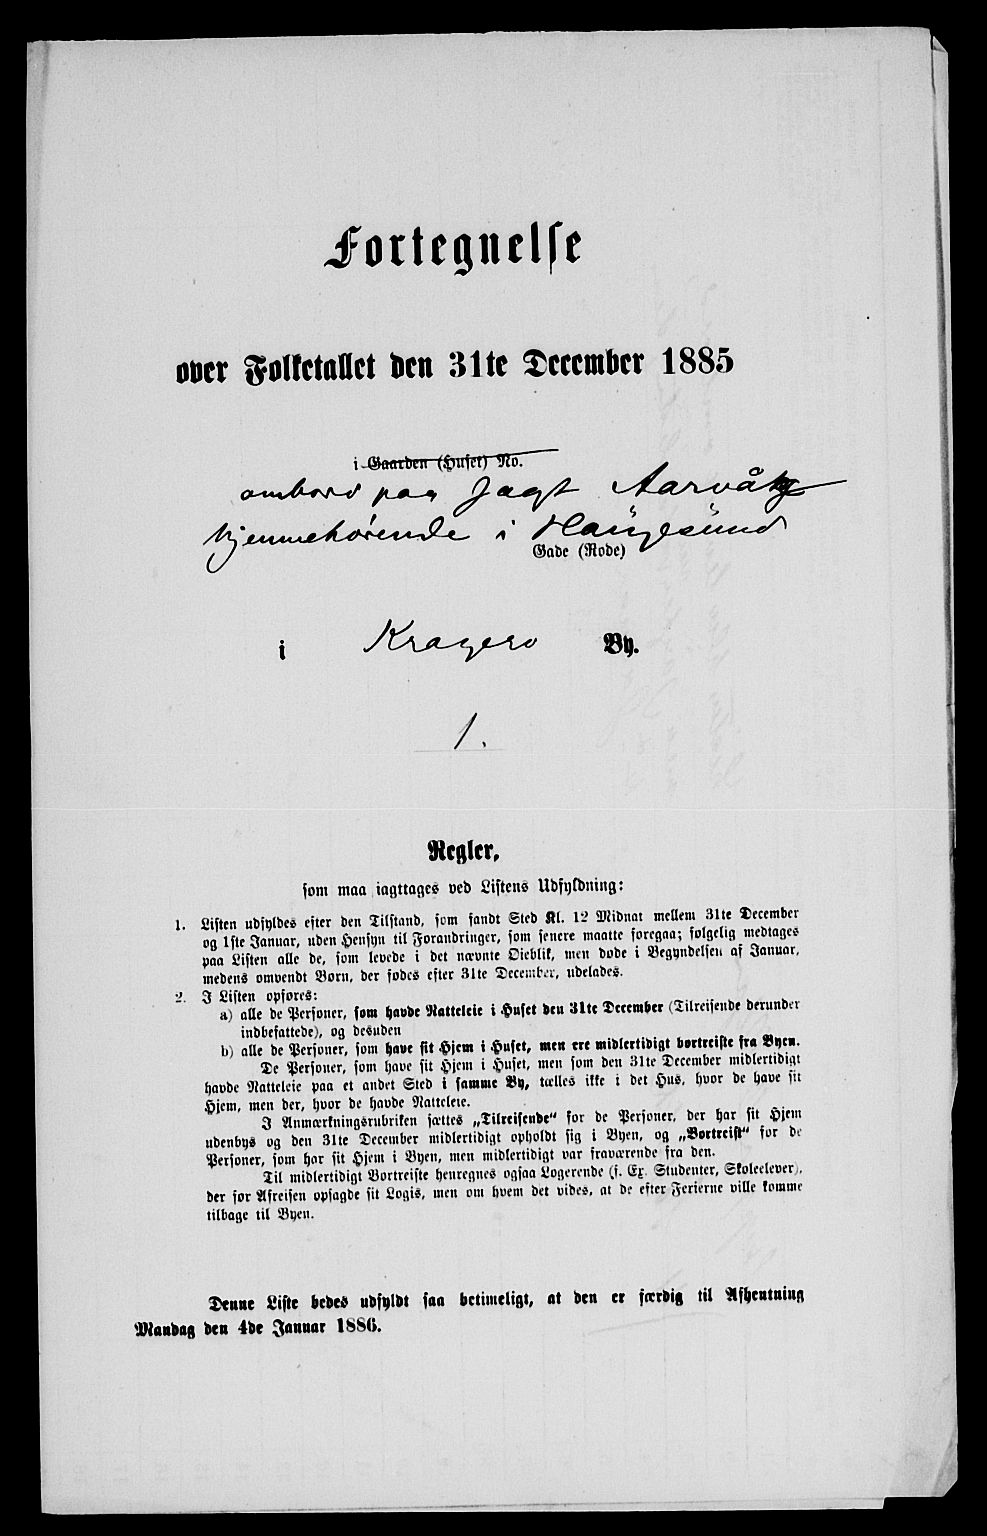 Fortegnelse
over Folketallet den 31te December 1885
i Gaarden (Huset) No.
ombord paa Jagt
hjemmehørende i Haugesund
Gade (Rode)
i Kragerø By.
1.
Regler,
som maa iagttages ved Listens Udfyldning:
1. Listen udfyldes efter den Tilstand, som fandt Sted Kl. 12 Midnat mellem 31te December
og 1ste Januar, uden Hensyn til Forandringer, som senere maatte foregaa; følgelig medtages
paa Listen alle de, som levede i det nævnte Øieblik, men døde i Begyndelsen af Januar,
medens omvendt Børn, der fødes efter 31te December, udelades.
2. I Listen opføres:
a) alle de Personer, som havde Natteleie i Huset den 31te December (Tilreisende derunder
indbefattede), og desuden
b) alle de Personer, som have sit Hjem i Huset, men ere midlertidigt bortreiste fra Byen.
De Personer, som have sit Hjem i Huset, men som den 31te December midlertidigt
havde Natteleie paa et andet Sted i samme By, tælles ikke i det Hus, hvor de have sit
Hjem, men der, hvor de havde Natteleie.
I Anmærkningsrubriken sættes „Tilreisende“ for de Personer, der har sit Hjem
udenbys og den 31te December midlertidigt opholdt sig i Byen, og „Bortreist“ for de
Personer, som har sit Hjem i Byen, men midlertidigt var fraværende fra den.
Til midlertidigt Bortreiste henregnes ogsaa Logerende (f. Ex. Studenter, Skoleelever),
der før Afreisen opsagde sit Logis, men om hvem det vides, at de efter Ferierne ville komme
tilbage til Byen.
Denne Liste bedes udfyldt saa betimeligt, at den er færdig til Afhentning
Mandag den 4de Januar 1886.